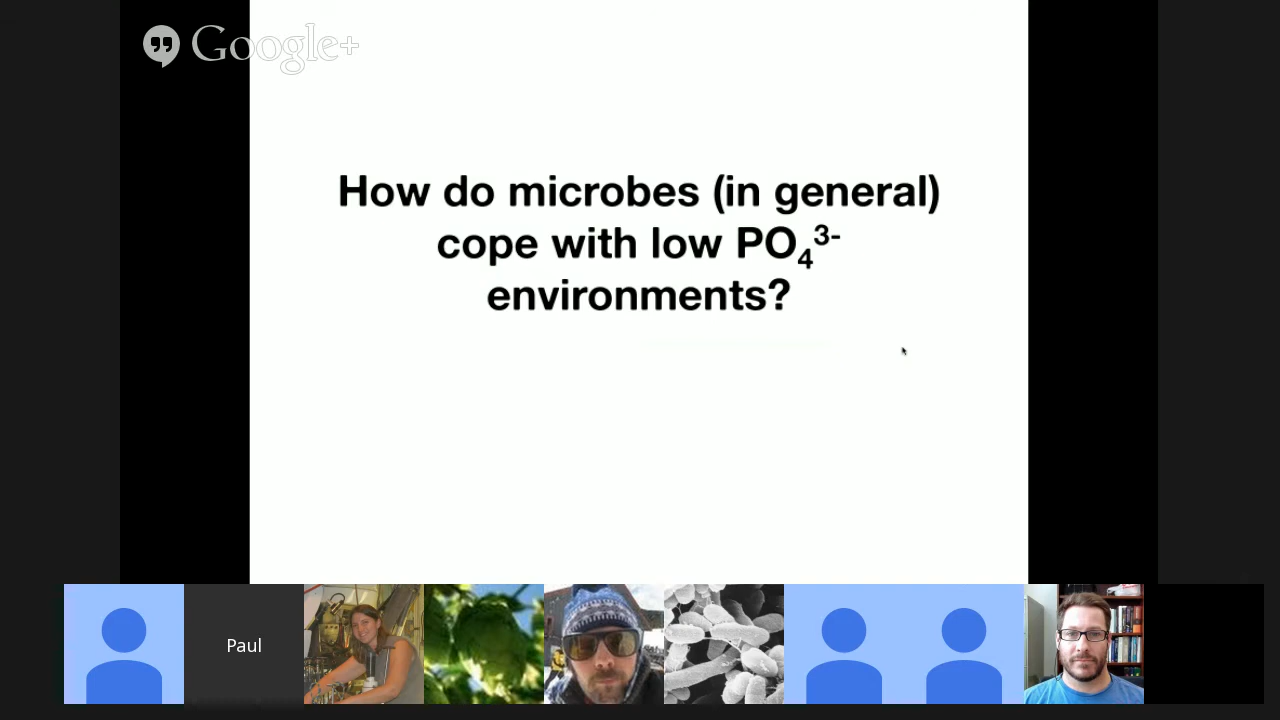 Google+
How do microbes (in general)
cope with low PO₄³⁻
environments?
Paul